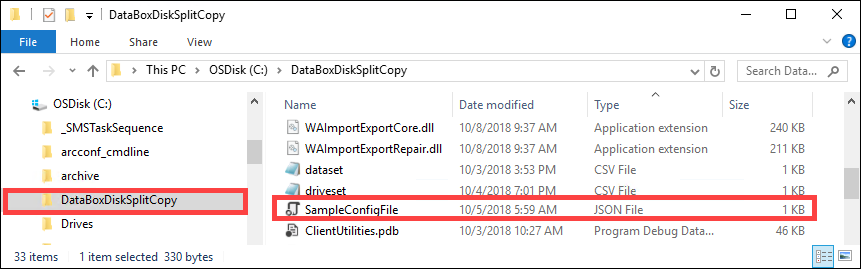 DataBoxDiskSplitCopy
File Home Share View
This PC OSDisk (C:) DataBoxDiskSplitCopy Search Data...
OSDisk (C:)
_SMSTaskSequence
arcconf_cmdline
archive
DataBoxDiskSplitCopy
Drives
Name Date modified Type Size
WAImportExportCore.dll 10/8/2018 9:37 AM Application extension 240 KB
WAImportExportRepair.dll 10/8/2018 9:37 AM Application extension 211 KB
dataset 10/3/2018 3:53 PM CSV File 1 KB
driveset 10/4/2018 7:01 PM CSV File 1 KB
SampleConfigFile 10/5/2018 5:59 AM JSON File 1 KB
ClientUtilities.pdb 10/3/2018 10:27 AM Program Debug Data... 46 KB
33 items 1 item selected 330 bytes